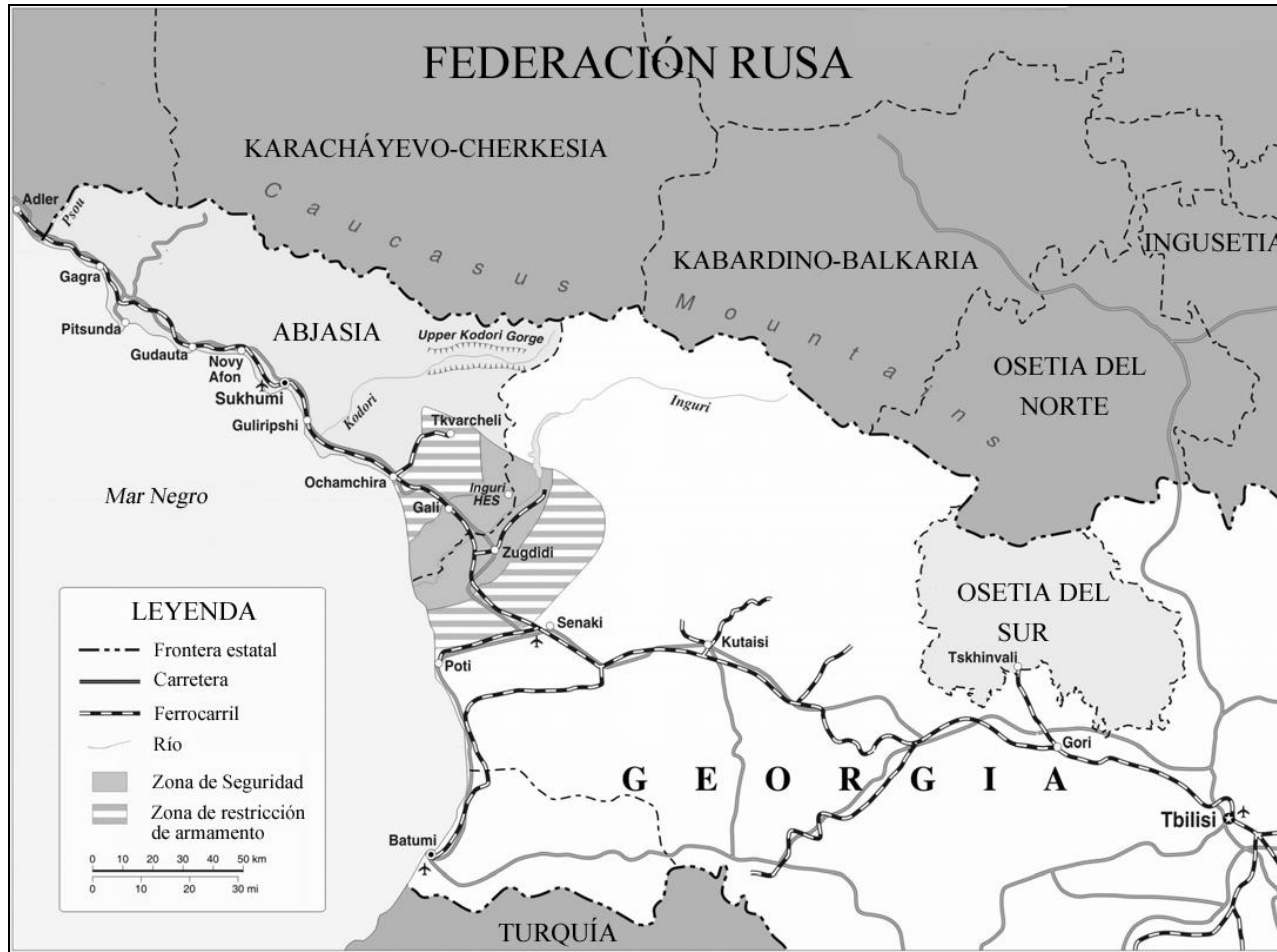 FEDERACIÓN RUSA
KARACHÁYEVO-CHERKESIA
Caucasus Mountains
KABARDINO-BALKARIA
INGUSETIA
OSETIA DEL
NORTE
Adler
Psou
Gagra
Pitsunda
Gudauta
Novy
Afon
Sukhumi
Guliripshi
ABJASIA
Upper Kodori Gorge
Kodori
Inguri
Tkvarcheli
Ochamchira
Inguri
HES
Gali
Zugdidi
Mar Negro
OSETIA DEL
SUR
Tskhinvali
Senaki
Poti
Kutaisi
Gori
GEORGIA
Tbilisi
Batumi
TURQUÍA
LEYENDA
Frontera estatal
Carretera
Ferrocarril
Río
Zona de Seguridad
Zona de restricción
de armamento
0 10 20 30 40 50 km
0 10 20 30 mi